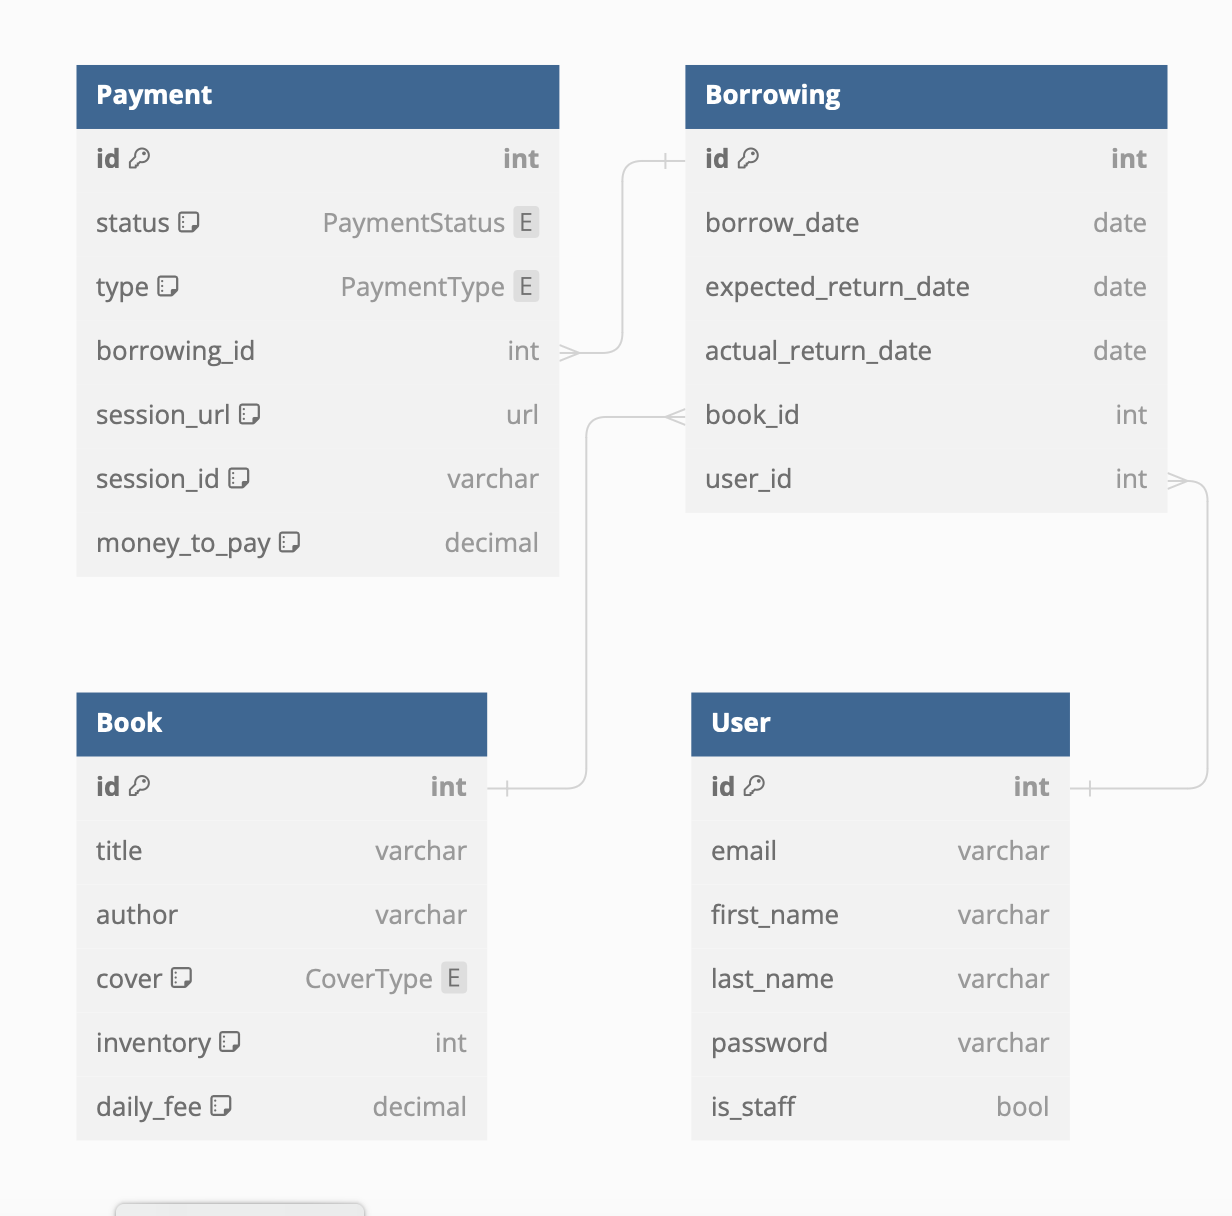 Payment
id int
status PaymentStatus E
type PaymentType E
borrowing_id int
session_url url
session_id varchar
money_to_pay decimal
Borrowing
id int
borrow_date date
expected_return_date date
actual_return_date date
book_id int
user_id int
Book
id int
title varchar
author varchar
cover CoverType E
inventory int
daily_fee decimal
User
id int
email varchar
first_name varchar
last_name varchar
password varchar
is_staff bool